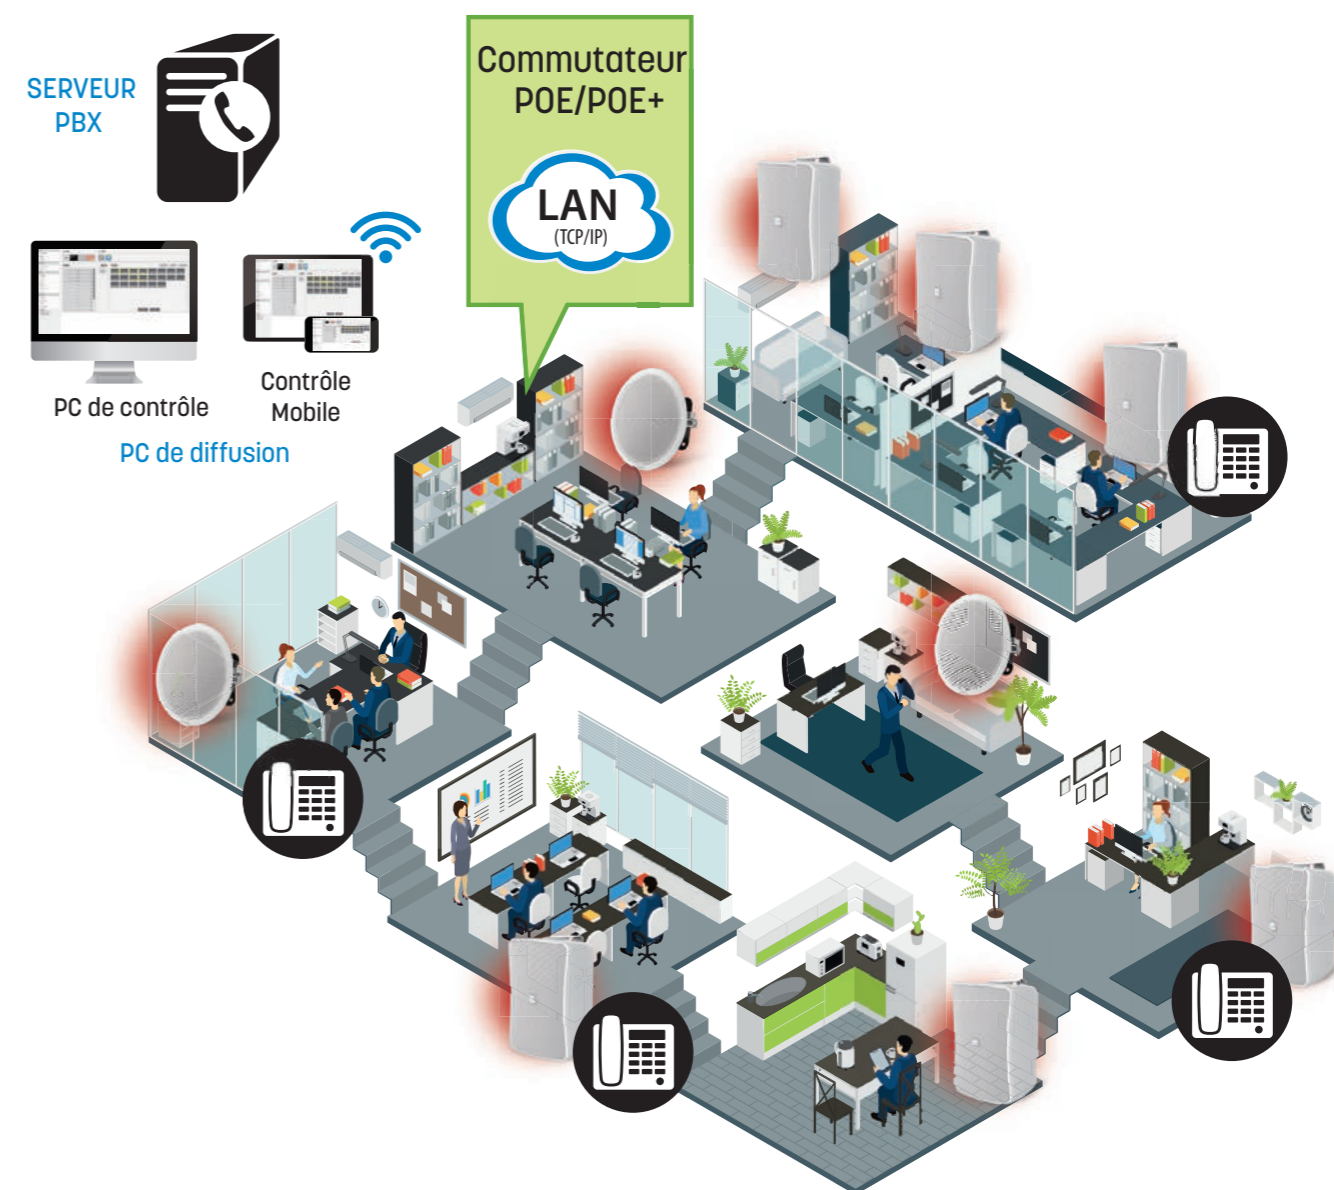 SERVEUR
PBX
Commutateur
POE/POE+
LAN
(TCP/IP)
PC de contrôle
Contrôle
Mobile
PC de diffusion